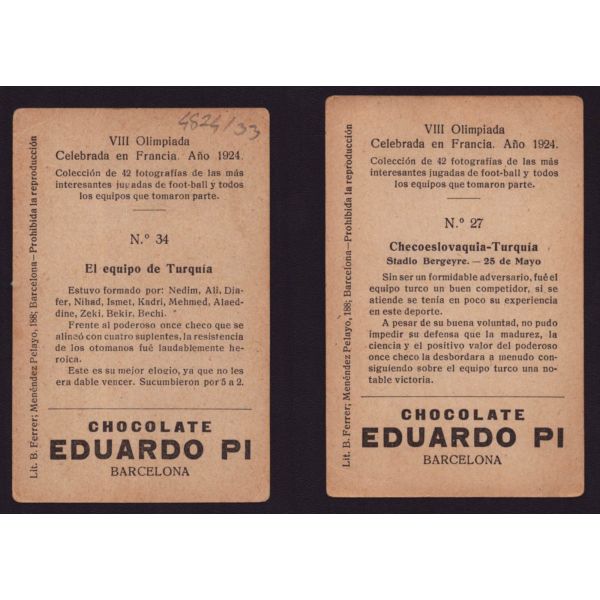 4824/33
VIII Olimpiada
Celebrada en Francia. Año 1924.
Colección de 42 fotografías de las más
interesantes jugadas de foot-ball y todos
los equipos que tomaron parte.
N.º 34
El equipo de Turquía
Estuvo formado por: Nedim, Ali, Dia-
fer, Nihad, Ismet, Kadri, Mehmed, Alaed-
dine, Zeki, Bekir, Bechi.
Frente al poderoso once checo que se
alineó con cuatro suplentes, la resistencia
de los otomanos fué laudablemente he-
roica.
Este es su mejor elogio, ya que no les
era dable vencer. Sucumbieron por 5 a 2.
CHOCOLATE
EDUARDO PI
BARCELONA
Lit. B. Ferrer; Menéndez Pelayo, 188; Barcelona—Prohibida la reproducción
VIII Olimpiada
Celebrada en Francia. Año 1924.
Colección de 42 fotografías de las más
interesantes jugadas de foot-ball y todos
los equipos que tomaron parte.
N.º 27
Checoeslovaquia-Turquía
Stadio Bergeyre. — 25 de Mayo
Sin ser un formidable adversario, fué el
equipo turco un buen competidor, si se
atiende se tenía en poco su experiencia
en este deporte.
A pesar de su buena voluntad, no pudo
impedir su defensa que la madurez, la
ciencia y el positivo valor del poderoso
once checo la desbordara a menudo con-
siguiendo sobre el equipo turco una no-
table victoria.
CHOCOLATE
EDUARDO PI
BARCELONA
Lit. B. Ferrer; Menéndez Pelayo, 188; Barcelona—Prohibida la reproducción